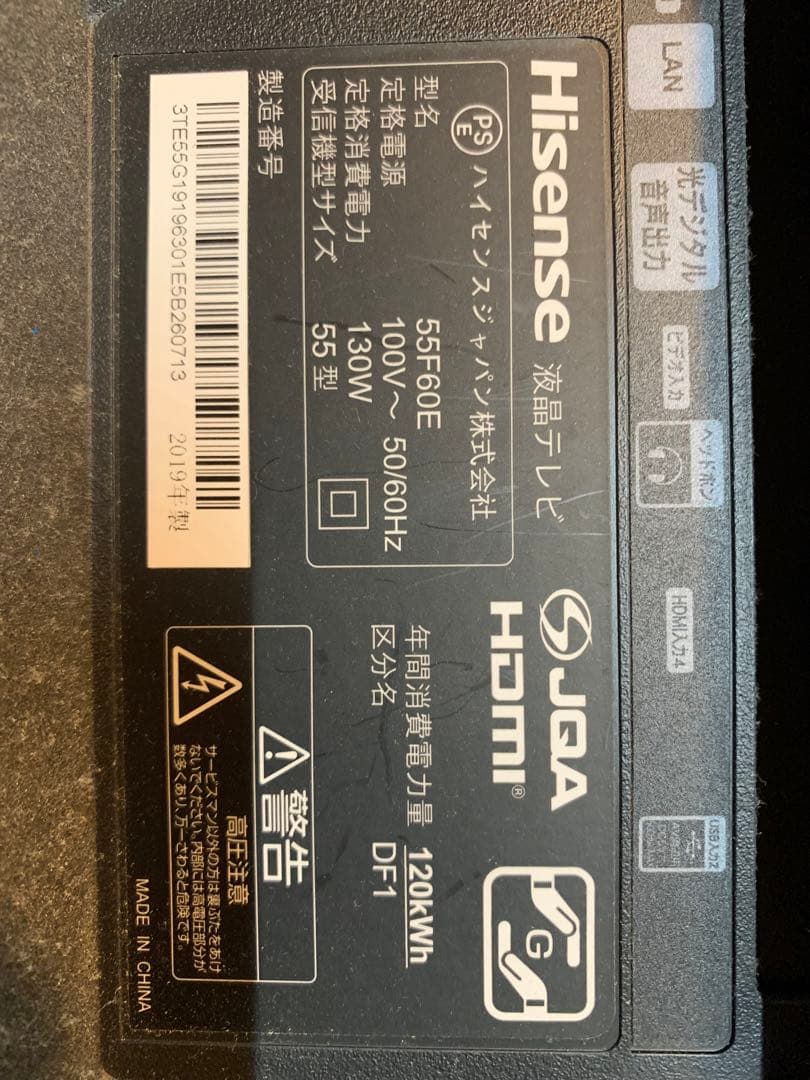 LAN
光デジタル
音声出力
ビデオ入力
ヘッドホン
HDMI入力4
USB入力2
Hisense 液晶テレビ
PS
E
ハイセンスジャパン株式会社
型名 55F60E
定格電源 100V～ 50/60Hz
定格消費電力 130W
受信機型サイズ 55型
製造番号
3TE55G19196301E5B260713 2019年製
JQA
HDMI®
G
年間消費電力量 120kWh
区分名 DF1
警告
高圧注意
サービスマン以外の方は裏ぶたをあけ
ないでください。内部には高電圧部分が
数多くあり、万一さわると危険です。
MADE IN CHINA